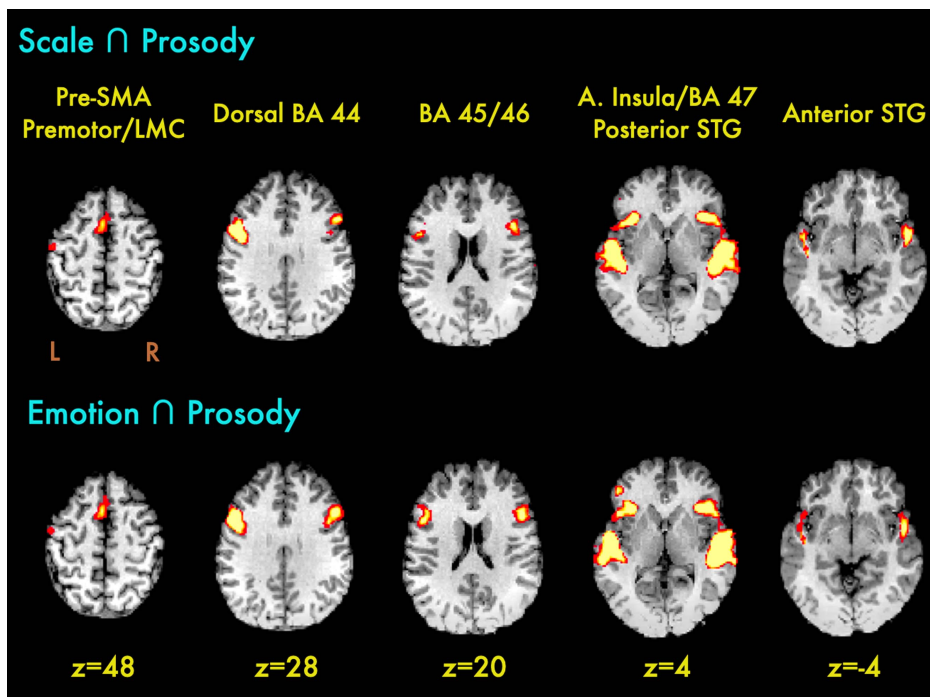 Scale ∩ Prosody
Pre-SMA
Premotor/LMC
Dorsal BA 44
BA 45/46
A. Insula/BA 47
Posterior STG
Anterior STG
L
R
Emotion ∩ Prosody
z=48
z=28
z=20
z=4
z=-4